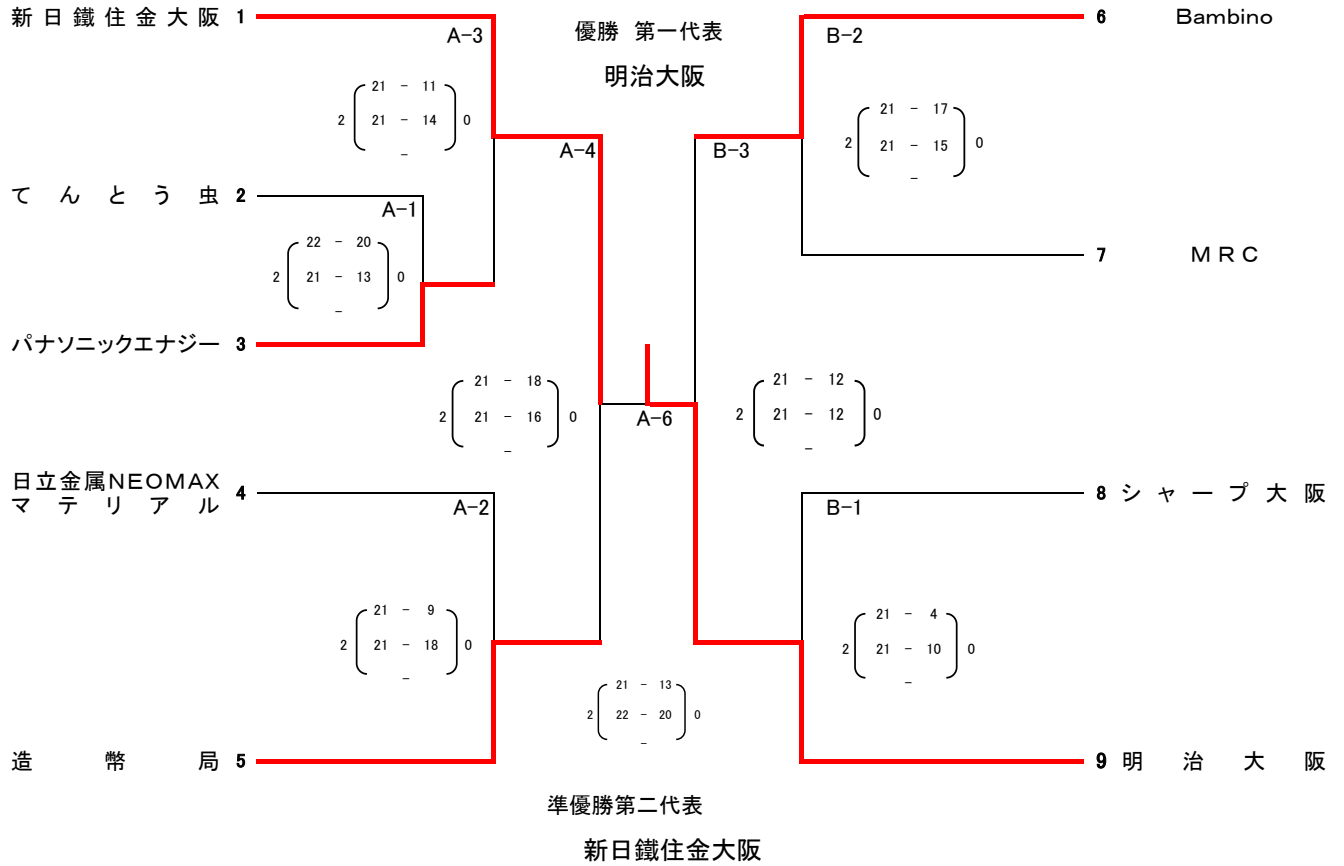 新日鐵住金大阪 1
A-3
優勝 第一代表
明治大阪
B-2
6 Bambino
2 21 - 11 0
21 - 14
-
2 21 - 17 0
21 - 15
-
A-4
B-3
てんとう虫 2
A-1
2 22 - 20 0
21 - 13
-
7 MRC
パナソニックエナジー 3
2 21 - 18 0
21 - 16
-
A-6
2 21 - 12 0
21 - 12
-
日立金属NEOMAX
マテリアル 4
A-2
B-1
8 シャープ大阪
2 21 - 9 0
21 - 18
-
2 21 - 4 0
21 - 10
-
2 21 - 13 0
22 - 20
-
造幣局 5
9 明治大阪
準優勝第二代表
新日鐵住金大阪